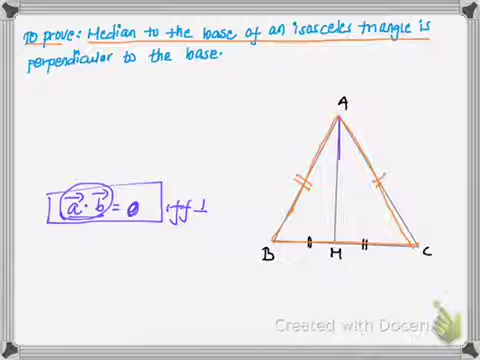 To prove: Median to the base of an isosceles triangle is
perpendicular to the base.
A
a · b = 0 iff ⊥
B
M
C
Created with Doceri